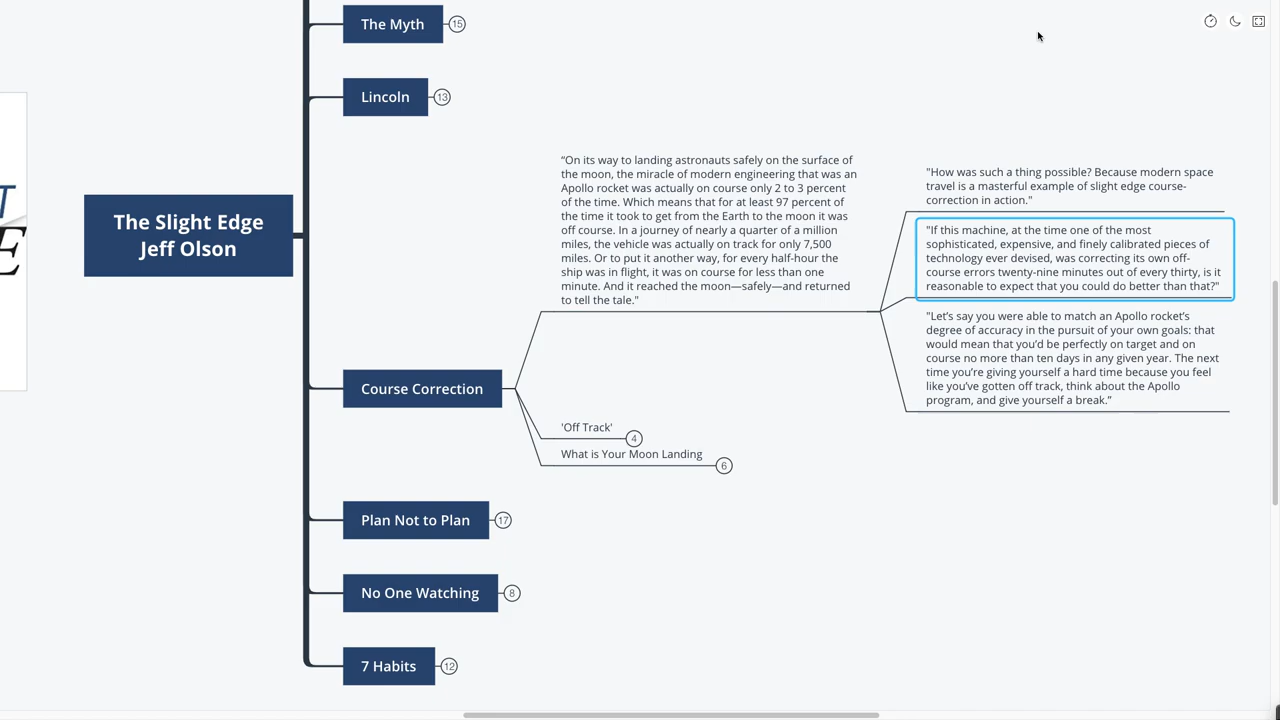 The Myth
15
Lincoln
13
T
E
The Slight Edge
Jeff Olson
“On its way to landing astronauts safely on the surface of
the moon, the miracle of modern engineering that was an
Apollo rocket was actually on course only 2 to 3 percent
of the time. Which means that for at least 97 percent of
the time it took to get from the Earth to the moon it was
off course. In a journey of nearly a quarter of a million
miles, the vehicle was actually on track for only 7,500
miles. Or to put it another way, for every half-hour the
ship was in flight, it was on course for less than one
minute. And it reached the moon—safely—and returned
to tell the tale."
"How was such a thing possible? Because modern space
travel is a masterful example of slight edge course-
correction in action."
"If this machine, at the time one of the most
sophisticated, expensive, and finely calibrated pieces of
technology ever devised, was correcting its own off-
course errors twenty-nine minutes out of every thirty, is it
reasonable to expect that you could do better than that?"
"Let’s say you were able to match an Apollo rocket’s
degree of accuracy in the pursuit of your own goals: that
would mean that you’d be perfectly on target and on
course no more than ten days in any given year. The next
time you’re giving yourself a hard time because you feel
like you’ve gotten off track, think about the Apollo
program, and give yourself a break.”
Course Correction
'Off Track'
4
What is Your Moon Landing
6
Plan Not to Plan
17
No One Watching
8
7 Habits
12